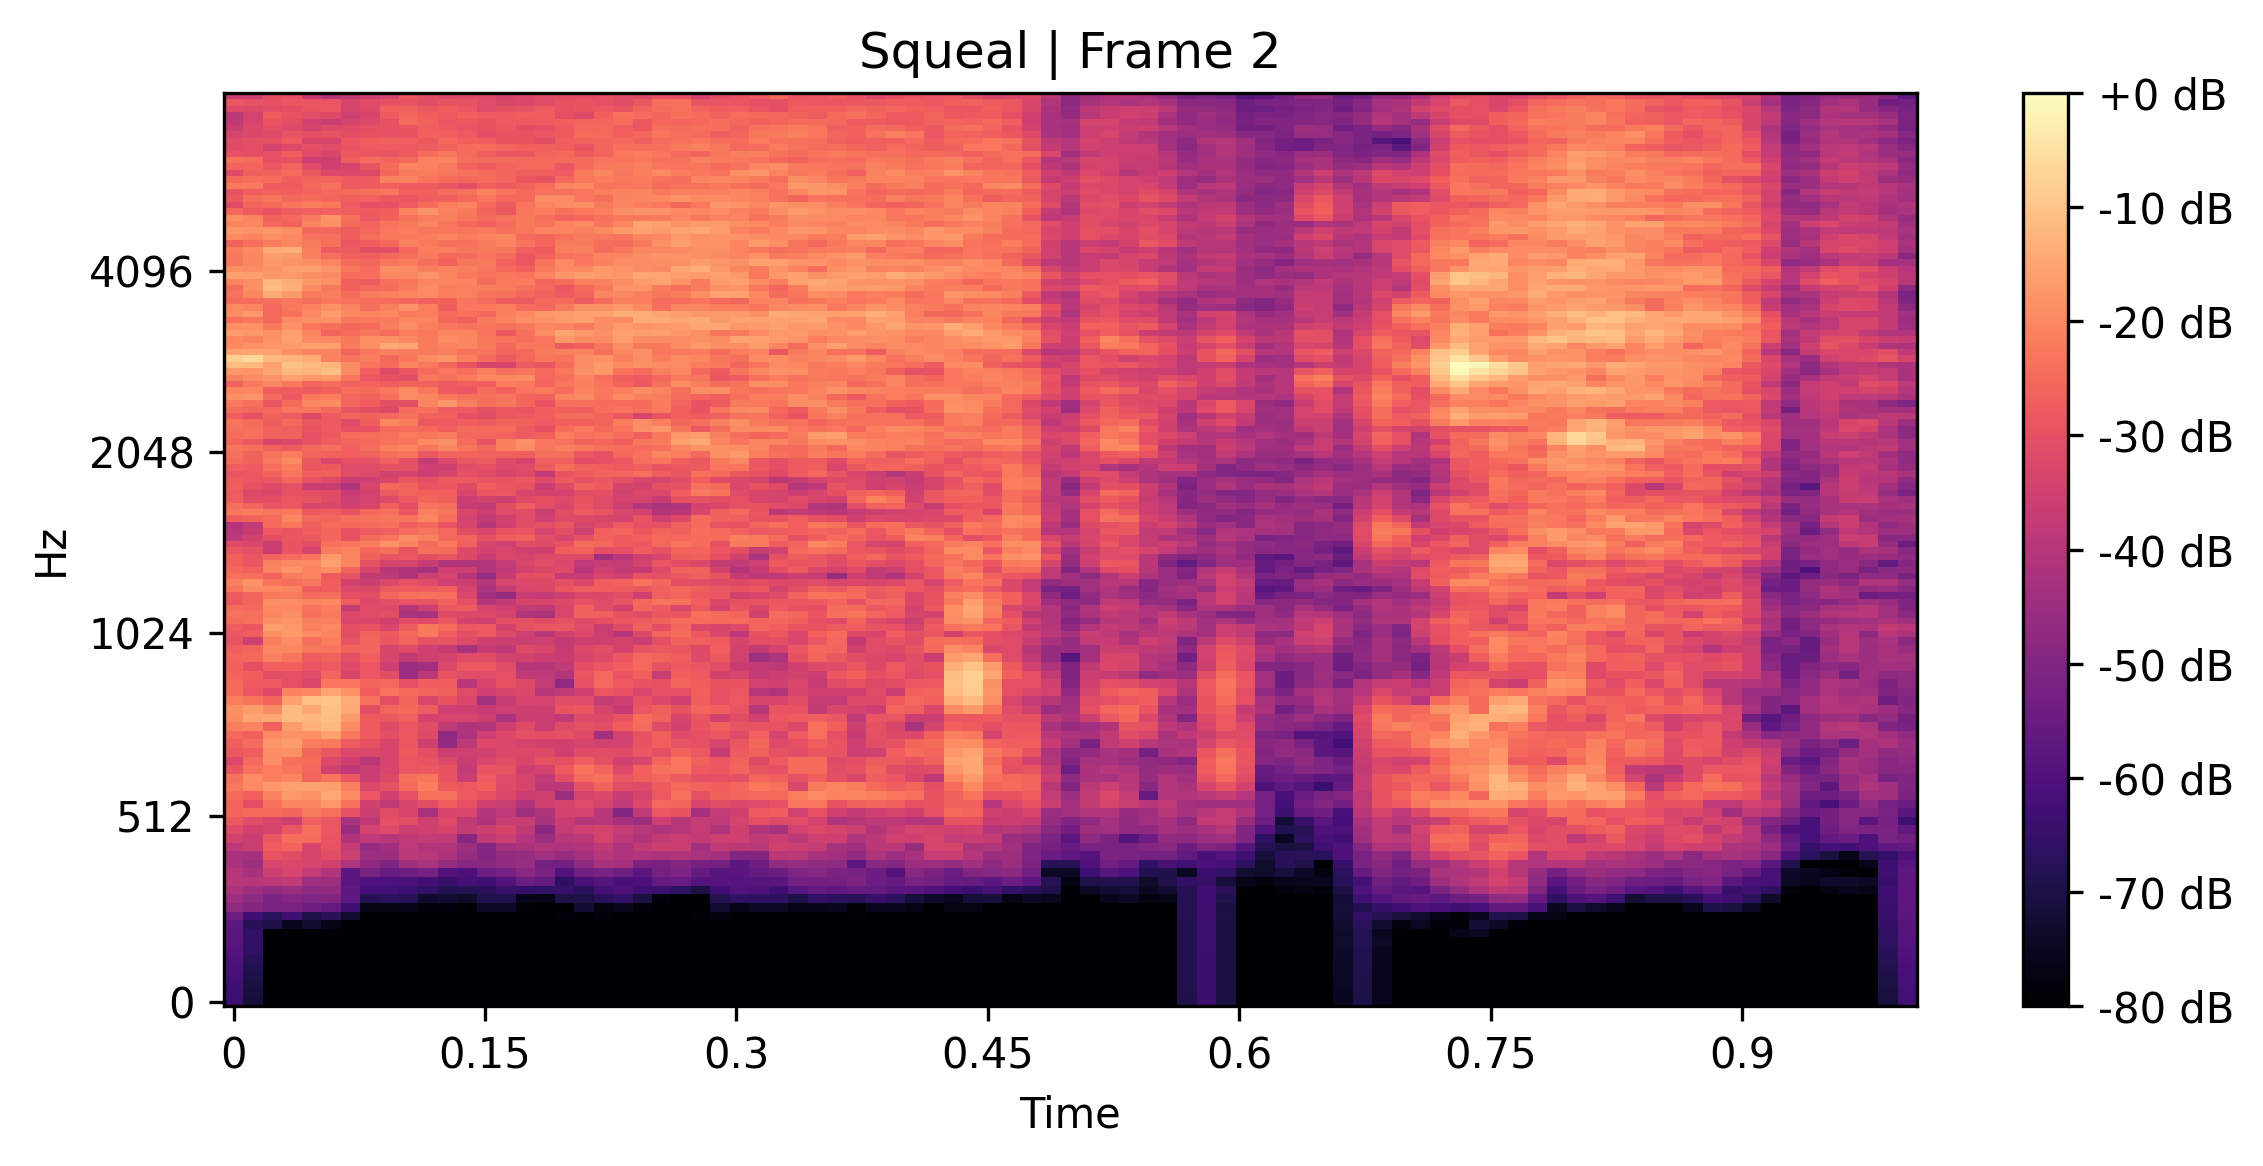 Squeal | Frame 2
+0 dB
-10 dB
-20 dB
-30 dB
-40 dB
-50 dB
-60 dB
-70 dB
-80 dB
Hz
4096
2048
1024
512
0
0 0.15 0.3 0.45 0.6 0.75 0.9
Time